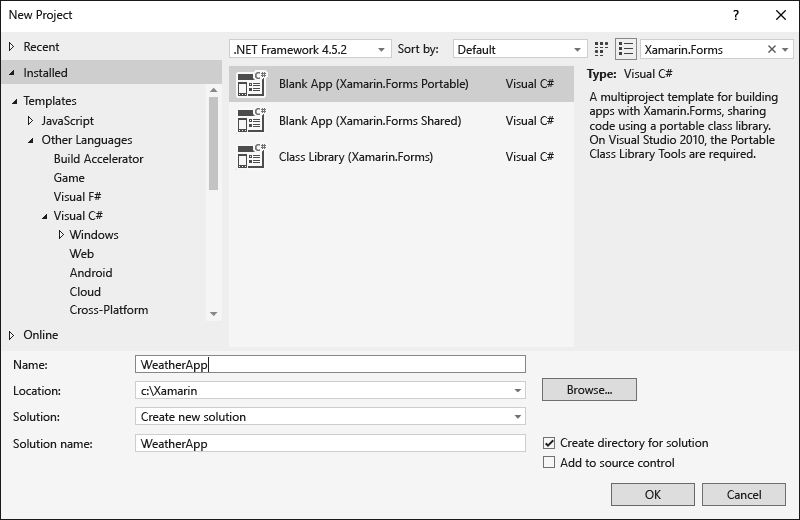 New Project
?
Recent
.NET Framework 4.5.2 Sort by: Default Xamarin.Forms
Installed
Templates
JavaScript
Other Languages
Build Accelerator
Game
Visual F#
Visual C#
Windows
Web
Android
Cloud
Cross-Platform
Online
C# Blank App (Xamarin.Forms Portable) Visual C#
C# Blank App (Xamarin.Forms Shared) Visual C#
C# Class Library (Xamarin.Forms) Visual C#
Type: Visual C#
A multiproject template for building
apps with Xamarin.Forms, sharing
code using a portable class library.
On Visual Studio 2010, the Portable
Class Library Tools are required.
Name: WeatherApp
Location: c:\Xamarin Browse...
Solution: Create new solution
Solution name: WeatherApp
Create directory for solution
Add to source control
OK Cancel